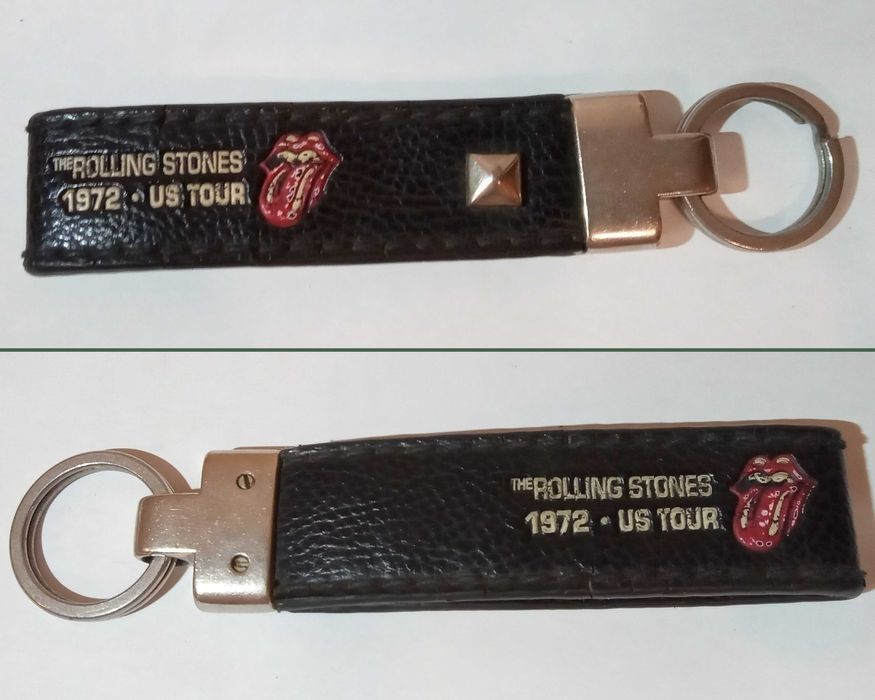 THE ROLLING STONES
1972 • US TOUR
THE ROLLING STONES
1972 • US TOUR